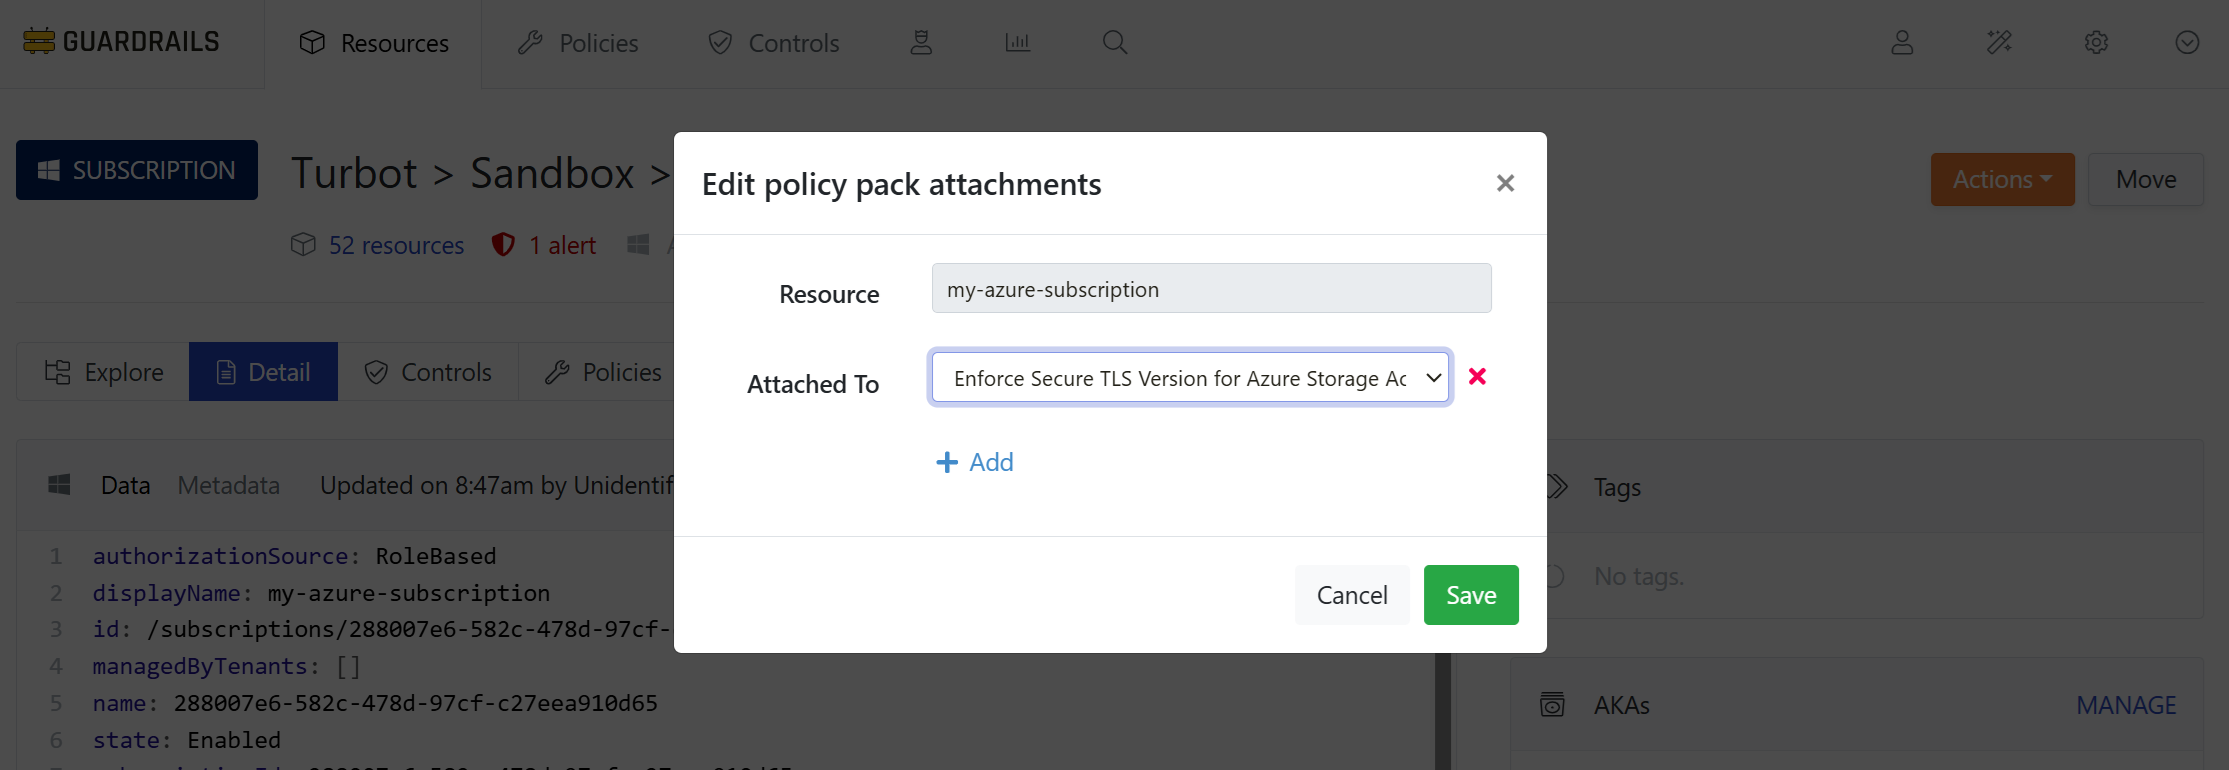 GUARDRAILS
Resources
Policies
Controls
SUBSCRIPTION
Turbot > Sandbox >
Actions
Move
52 resources
1 alert
Edit policy pack attachments
Resource
my-azure-subscription
Attached To
Enforce Secure TLS Version for Azure Storage Ac
Add
Cancel
Save
Explore
Detail
Controls
Policies
Data
Metadata
Updated on 8:47am by Unidentif
1 authorizationSource: RoleBased
2 displayName: my-azure-subscription
3 id: /subscriptions/288007e6-582c-478d-97cf-
4 managedByTenants: []
5 name: 288007e6-582c-478d-97cf-c27eea910d65
6 state: Enabled
Tags
No tags.
AKAs
MANAGE